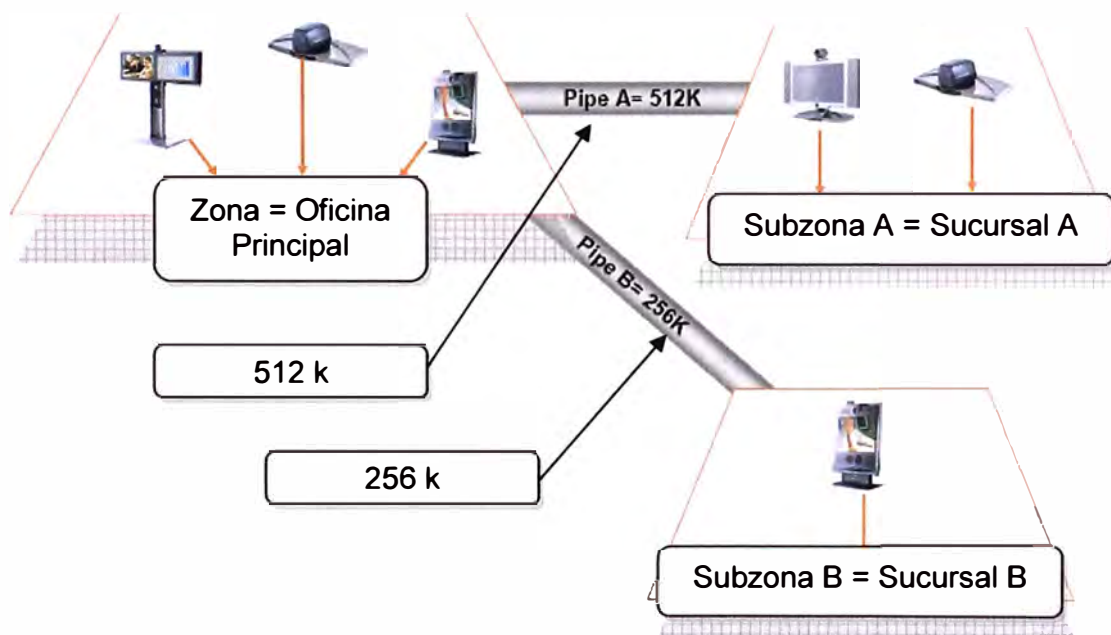 Pipe A= 512K
Zona = Oficina
Principal
Subzona A = Sucursal A
Pipe B= 256K
512 k
256 k
Subzona B = Sucursal B